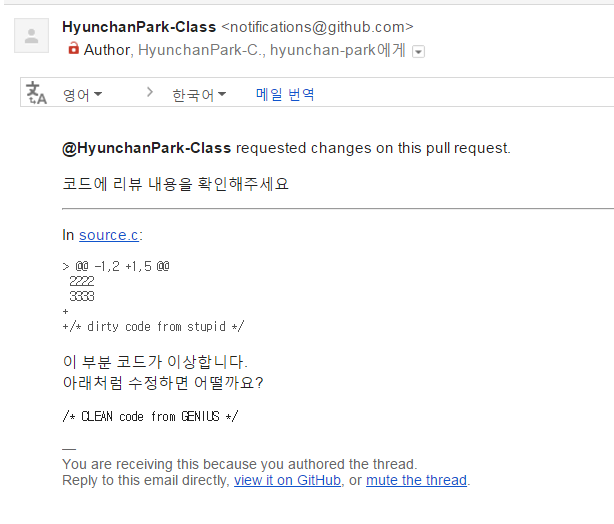 HyunchanPark-Class <notifications@github.com>
Author, HyunchanPark-C., hyunchan-park에게
영어 > 한국어 메일 번역
@HyunchanPark-Class requested changes on this pull request.
코드에 리뷰 내용을 확인해주세요
In source.c:
> @@ -1,2 +1,5 @@
2222
3333
+
+/* dirty code from stupid */
이 부분 코드가 이상합니다.
아래처럼 수정하면 어떨까요?
/* CLEAN code from GENIUS */
—
You are receiving this because you authored the thread.
Reply to this email directly, view it on GitHub, or mute the thread.